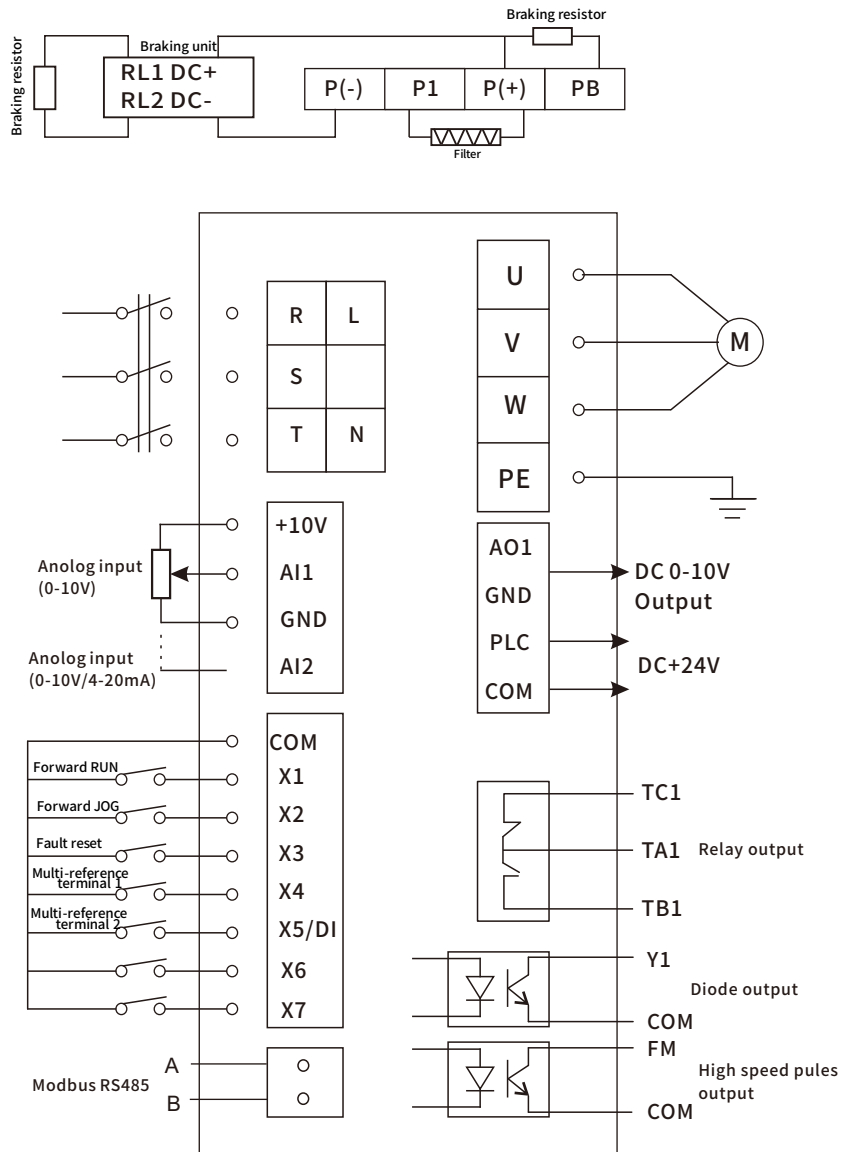 Braking resistor
Braking resistor
Braking unit
RL1 DC+
RL2 DC-
P(-)
P1
P(+)
PB
Filter
R
L
S
T
N
U
V
W
PE
M
+10V
AI1
GND
AI2
Anolog input
(0-10V)
Anolog input
(0-10V/4-20mA)
AO1
GND
PLC
COM
DC 0-10V
Output
DC+24V
COM
X1
X2
X3
X4
X5/DI
X6
X7
Forward RUN
Forward JOG
Fault reset
Multi-reference
terminal 1
Multi-reference
terminal 2
TC1
TA1
Relay output
TB1
Y1
Diode output
COM
FM
High speed pules
output
COM
A
Modbus RS485
B